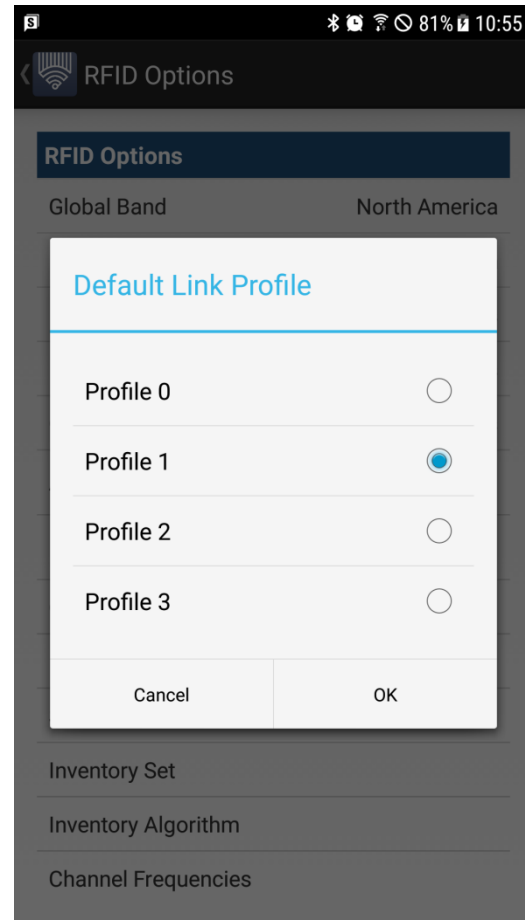 81% 10:55
RFID Options
RFID Options
Global Band North America
Default Link Profile
Profile 0
Profile 1
Profile 2
Profile 3
Cancel OK
Inventory Set
Inventory Algorithm
Channel Frequencies